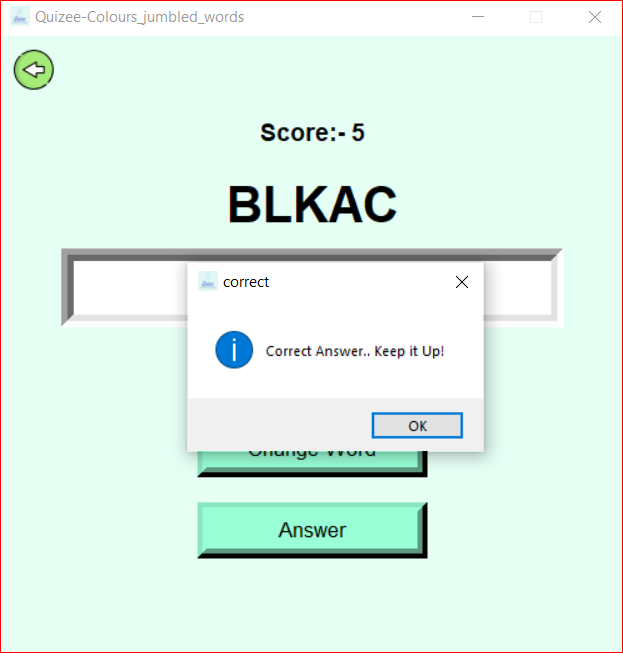 Quizee-Colours_jumbled_words
Score:- 5
BLKAC
correct
Correct Answer.. Keep it Up!
OK
Change Word
Answer